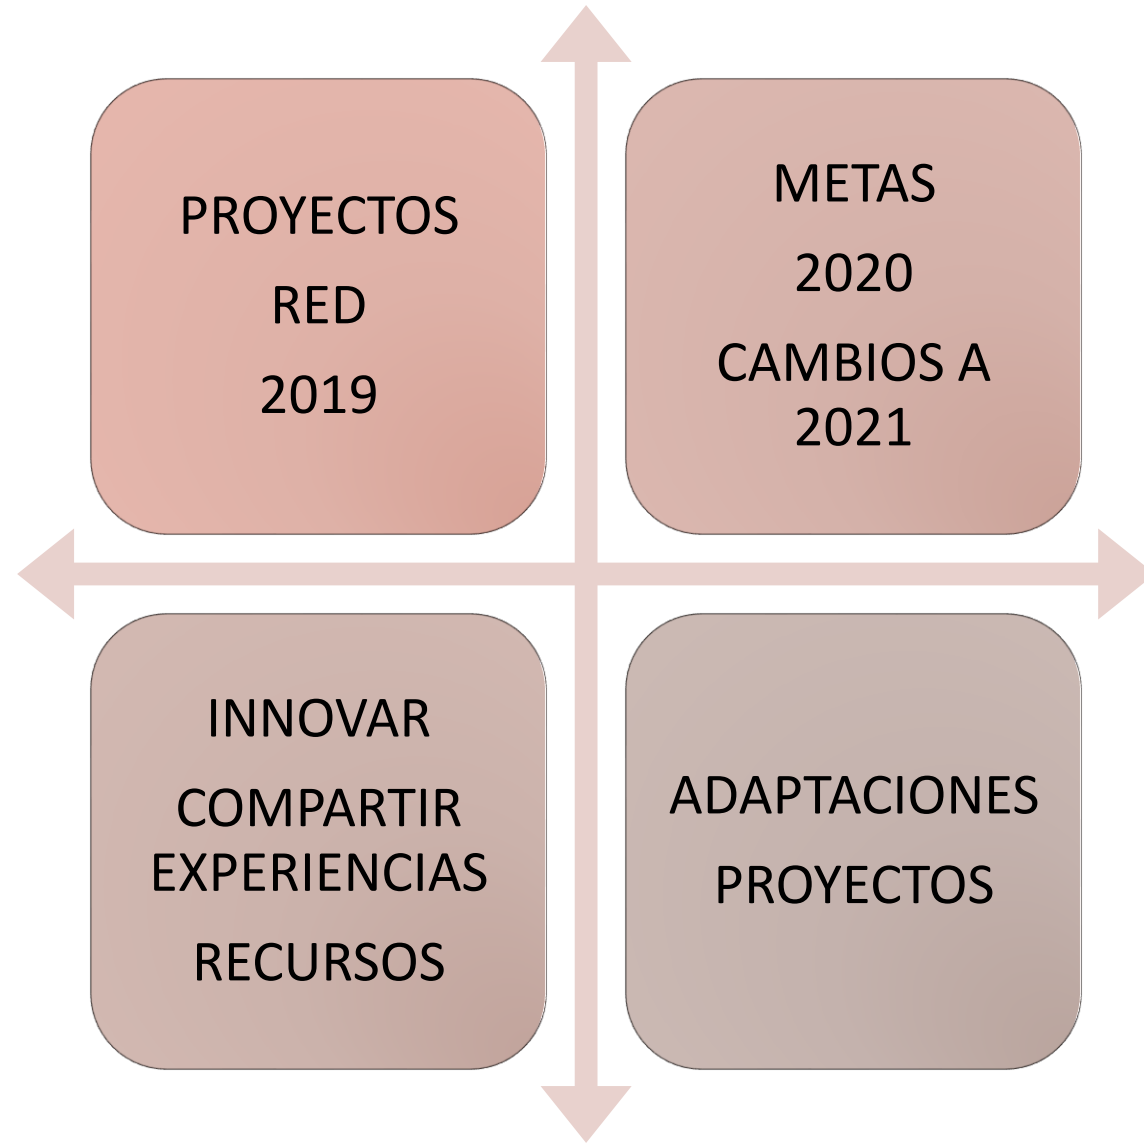 PROYECTOS
RED
2019
METAS
2020
CAMBIOS A
2021
INNOVAR
COMPARTIR
EXPERIENCIAS
RECURSOS
ADAPTACIONES
PROYECTOS